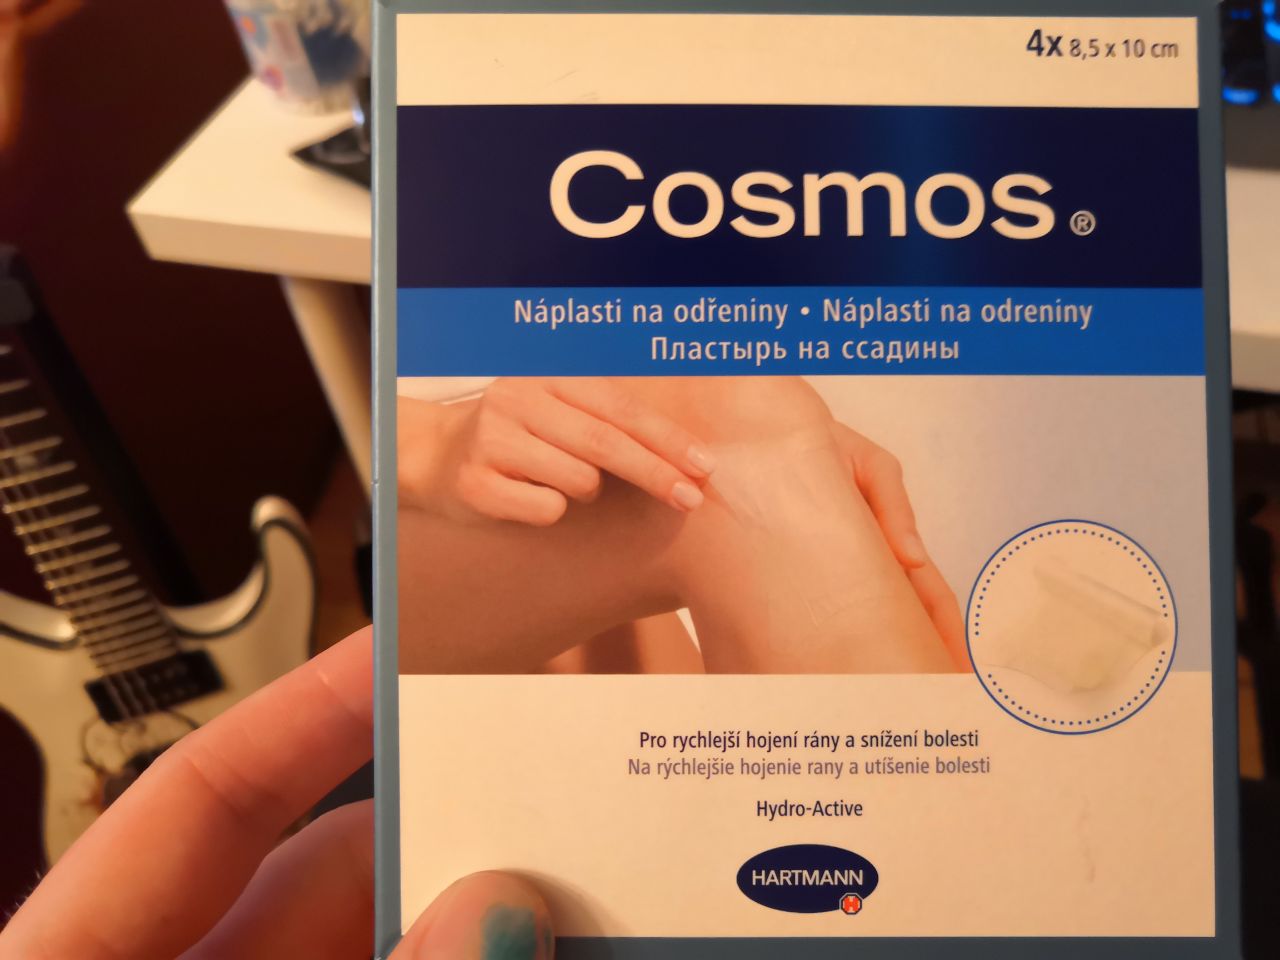 4x 8,5 x 10 cm
Cosmos®
Náplasti na odřeniny • Náplasti na odreniny
Пластырь на ссадины
Pro rychlejší hojení rány a snížení bolesti
Na rýchlejšie hojenie rany a utíšenie bolesti
Hydro-Active
HARTMANN